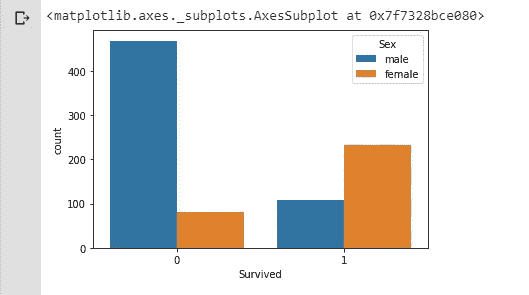 <matplotlib.axes._subplots.AxesSubplot at 0x7f7328bce080>
Sex
male
female
400
300
200
100
0
count
0 1
Survived